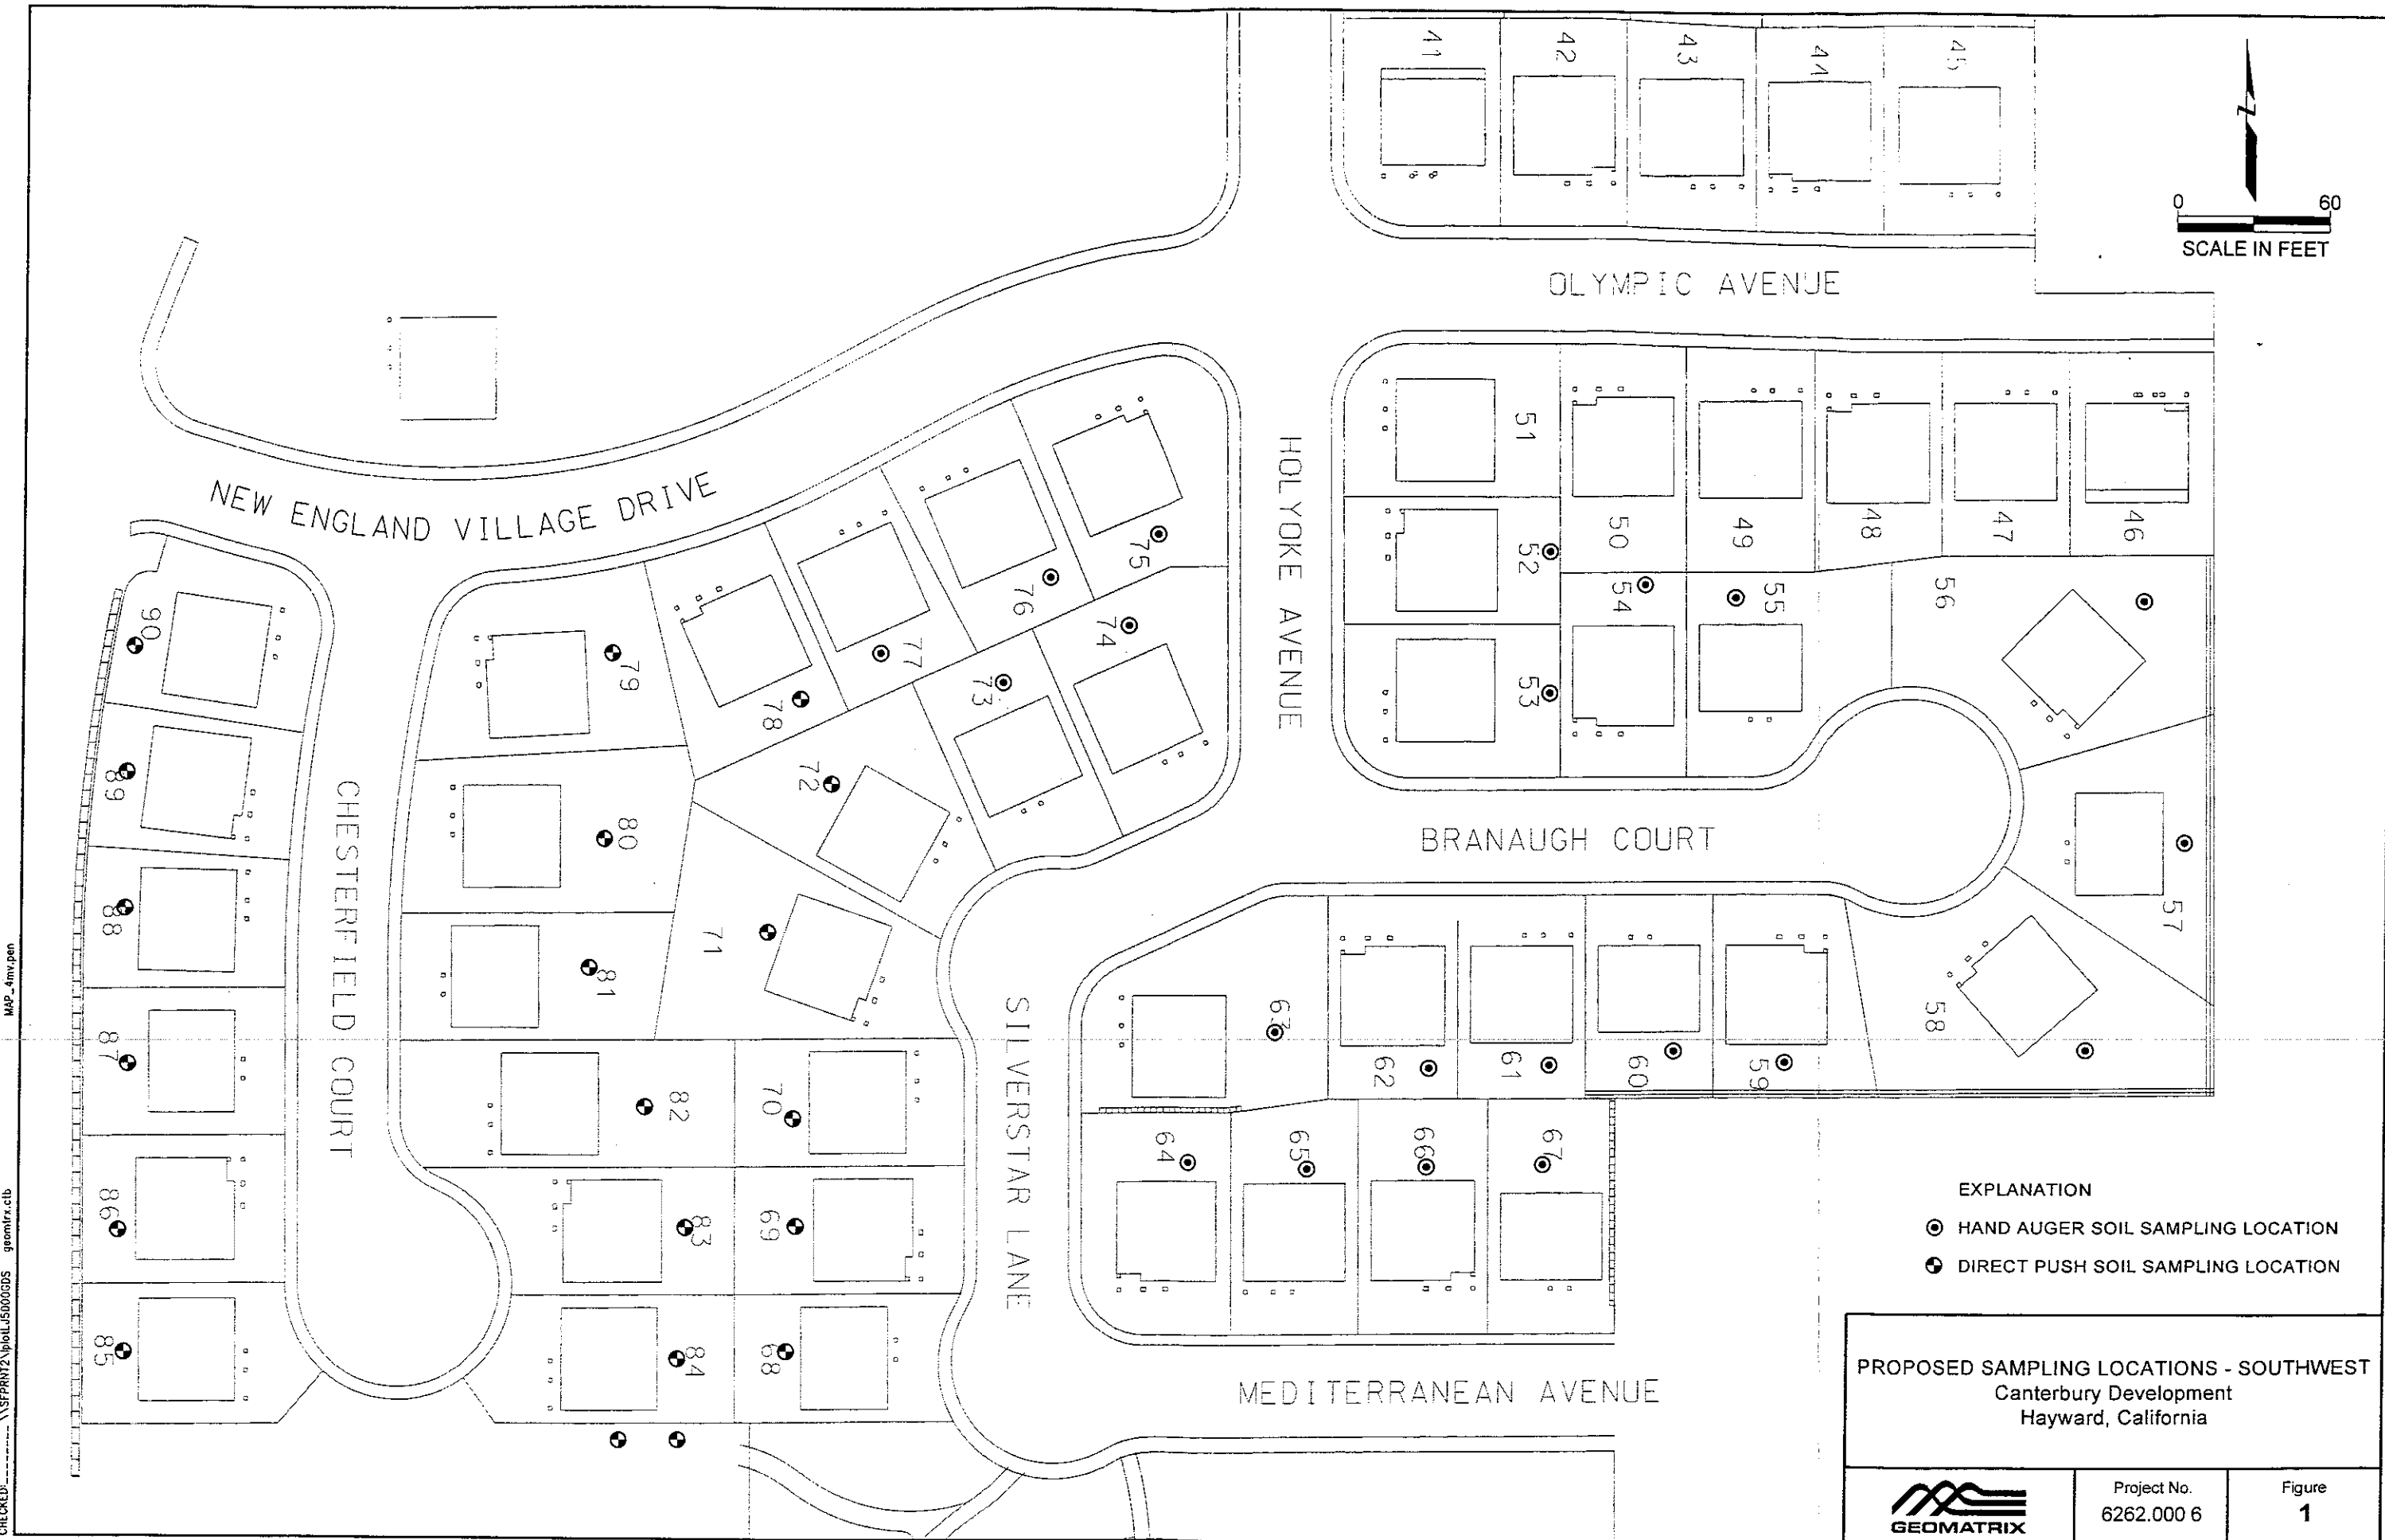 41
42
43
44
45
N
0 60
SCALE IN FEET
OLYMPIC AVENUE
NEW ENGLAND VILLAGE DRIVE
HOLYOKE AVENUE
51
50
49
48
47
46
52
53
54
55
56
57
58
75
76
77
78
79
74
73
72
71
80
81
82
83
84
70
69
68
90
89
88
87
86
85
CHESTERFIELD COURT
BRANAUGH COURT
SILVERSTAR LANE
63
62
61
60
59
64
65
66
67
MEDITERRANEAN AVENUE
EXPLANATION
HAND AUGER SOIL SAMPLING LOCATION
DIRECT PUSH SOIL SAMPLING LOCATION
PROPOSED SAMPLING LOCATIONS - SOUTHWEST
Canterbury Development
Hayward, California
GEOMATRIX
Project No.
6262.000 6
Figure
1
MAP_4mv.pen
geomtrx.ctb
CHECKED: